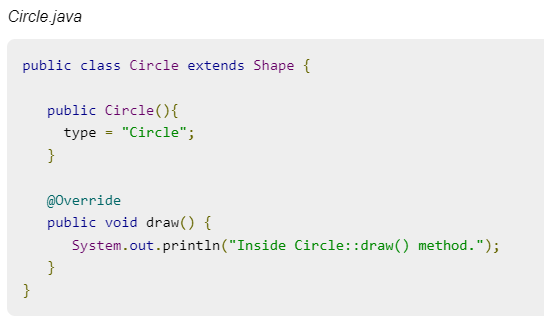 Circle.java
public class Circle extends Shape {
public Circle(){
type = "Circle";
}
@Override
public void draw() {
System.out.println("Inside Circle::draw() method.");
}
}